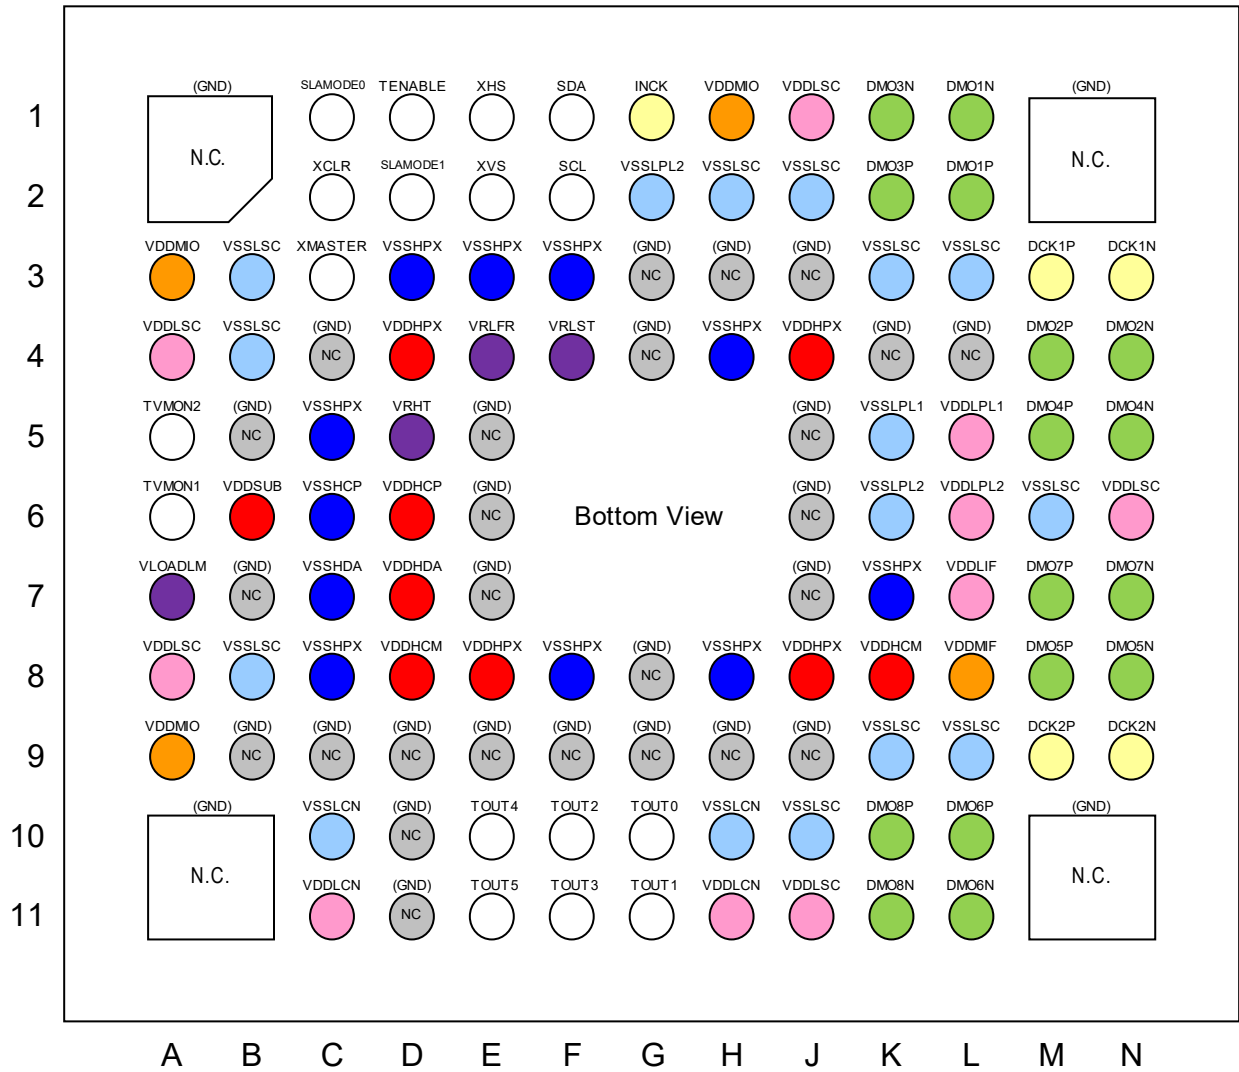 (GND) SLAMODE0 TENABLE XHS SDA INCK VDDMIO VDDLSC DMO3N DMO1N (GND)
1
N.C. N.C.
XCLR SLAMODE1 XVS SCL VSSLPL2 VSSLSC VSSLSC DMO3P DMO1P
2
VDDMIO VSSLSC XMASTER VSSHPX VSSHPX VSSHPX (GND) (GND) (GND) VSSLSC VSSLSC DCK1P DCK1N
3 NC NC NC
VDDLSC VSSLSC (GND) VDDHPX VRLFR VRLST (GND) VSSHPX VDDHPX (GND) (GND) DMO2P DMO2N
4 NC NC NC NC
TVMON2 (GND) VSSHPX VRHT (GND) (GND) VSSLPL1 VDDLPL1 DMO4P DMO4N
5 NC NC NC
TVMON1 VDDSUB VSSHCP VDDHCP (GND) (GND) VSSLPL2 VDDLPL2 VSSLSC VDDLSC
6 NC Bottom View NC
VLOADLM (GND) VSSHDA VDDHDA (GND) (GND) VSSHPX VDDLIF DMO7P DMO7N
7 NC NC NC
VDDLSC VSSLSC VSSHPX VDDHCM VDDHPX VSSHPX (GND) VSSHPX VDDHPX VDDHCM VDDMIF DMO5P DMO5N
8 NC
VDDMIO (GND) (GND) (GND) (GND) (GND) (GND) (GND) (GND) VSSLSC VSSLSC DCK2P DCK2N
9 NC NC NC NC NC NC NC NC
(GND) VSSLCN (GND) TOUT4 TOUT2 TOUT0 VSSLCN VSSLSC DMO8P DMO6P (GND)
10 NC
N.C. N.C.
VDDLCN (GND) TOUT5 TOUT3 TOUT1 VDDLCN VDDLSC DMO8N DMO6N
11 NC
A B C D E F G H J K L M N